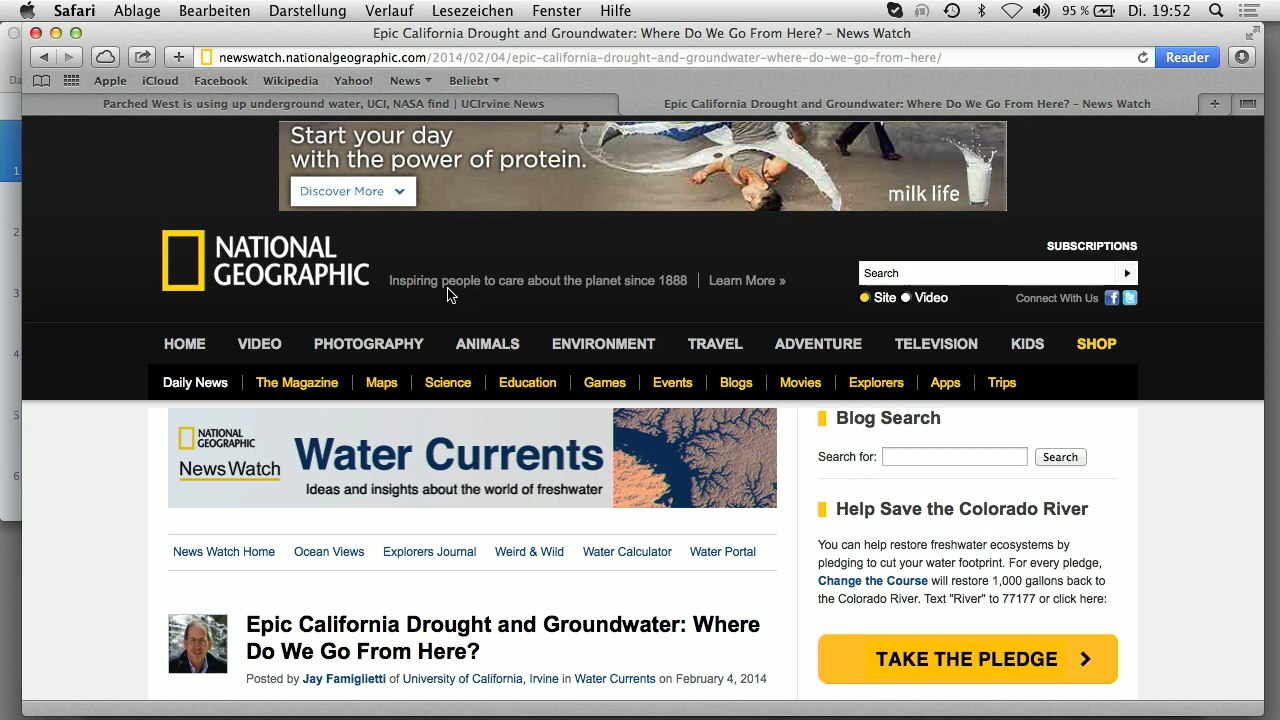 Safari Ablage Bearbeiten Darstellung Verlauf Lesezeichen Fenster Hilfe 95 % Di. 19:52
Epic California Drought and Groundwater: Where Do We Go From Here? – News Watch
newswatch.nationalgeographic.com/2014/02/04/epic-california-drought-and-groundwater-where-do-we-go-from-here/ Reader
Apple iCloud Facebook Wikipedia Yahoo! News Beliebt
Parched West is using up underground water, UCI, NASA find | UCIrvine News
Epic California Drought and Groundwater: Where Do We Go From Here? – News Watch
Start your day
with the power of protein.
Discover More
milk life
NATIONAL
GEOGRAPHIC
Inspiring people to care about the planet since 1888 Learn More »
SUBSCRIPTIONS
Search
Site Video Connect With Us
HOME VIDEO PHOTOGRAPHY ANIMALS ENVIRONMENT TRAVEL ADVENTURE TELEVISION KIDS SHOP
Daily News The Magazine Maps Science Education Games Events Blogs Movies Explorers Apps Trips
NATIONAL
GEOGRAPHIC
News Watch
Water Currents
Ideas and insights about the world of freshwater
News Watch Home Ocean Views Explorers Journal Weird & Wild Water Calculator Water Portal
Epic California Drought and Groundwater: Where
Do We Go From Here?
Posted by Jay Famiglietti of University of California, Irvine in Water Currents on February 4, 2014
Blog Search
Search for: Search
Help Save the Colorado River
You can help restore freshwater ecosystems by
pledging to cut your water footprint. For every pledge,
Change the Course will restore 1,000 gallons back to
the Colorado River. Text "River" to 77177 or click here:
TAKE THE PLEDGE
1
2
3
4
5
6